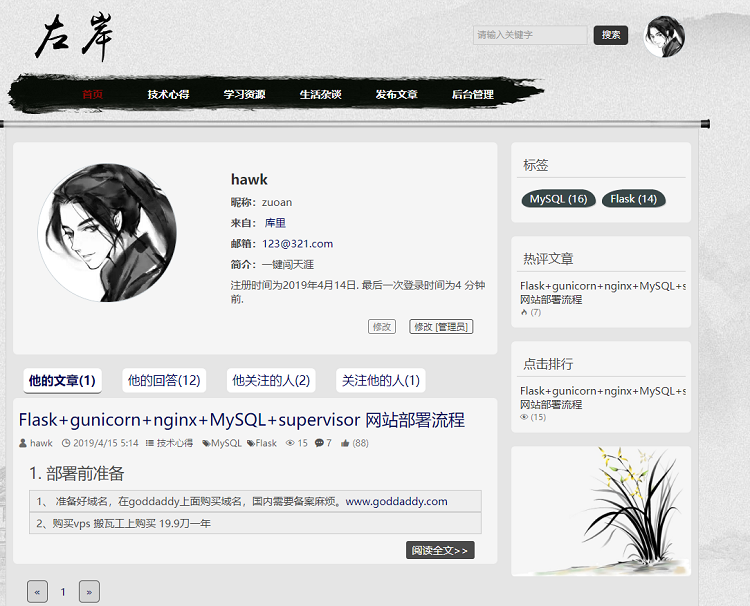 左岸
请输入关键字 搜索
首页 技术心得 学习资源 生活杂谈 发布文章 后台管理
hawk
昵称：zuoan
来自： 库里
邮箱：123@321.com
简介：一键闯天涯
注册时间为2019年4月14日. 最后一次登录时间为4 分钟
前.
修改 修改 [管理员]
他的文章(1) 他的回答(12) 他关注的人(2) 关注他的人(1)
Flask+gunicorn+nginx+MySQL+supervisor 网站部署流程
hawk 2019/4/15 5:14 技术心得 MySQL Flask 15 7 (88)
1. 部署前准备
1、 准备好域名，在goddaddy上面购买域名，国内需要备案麻烦。www.goddaddy.com
2、购买vps 搬瓦工上购买 19.9刀一年
阅读全文>>
« 1 »
标签
MySQL (16) Flask (14)
热评文章
Flask+gunicorn+nginx+MySQL+s
网站部署流程
(7)
点击排行
Flask+gunicorn+nginx+MySQL+s
网站部署流程
(15)